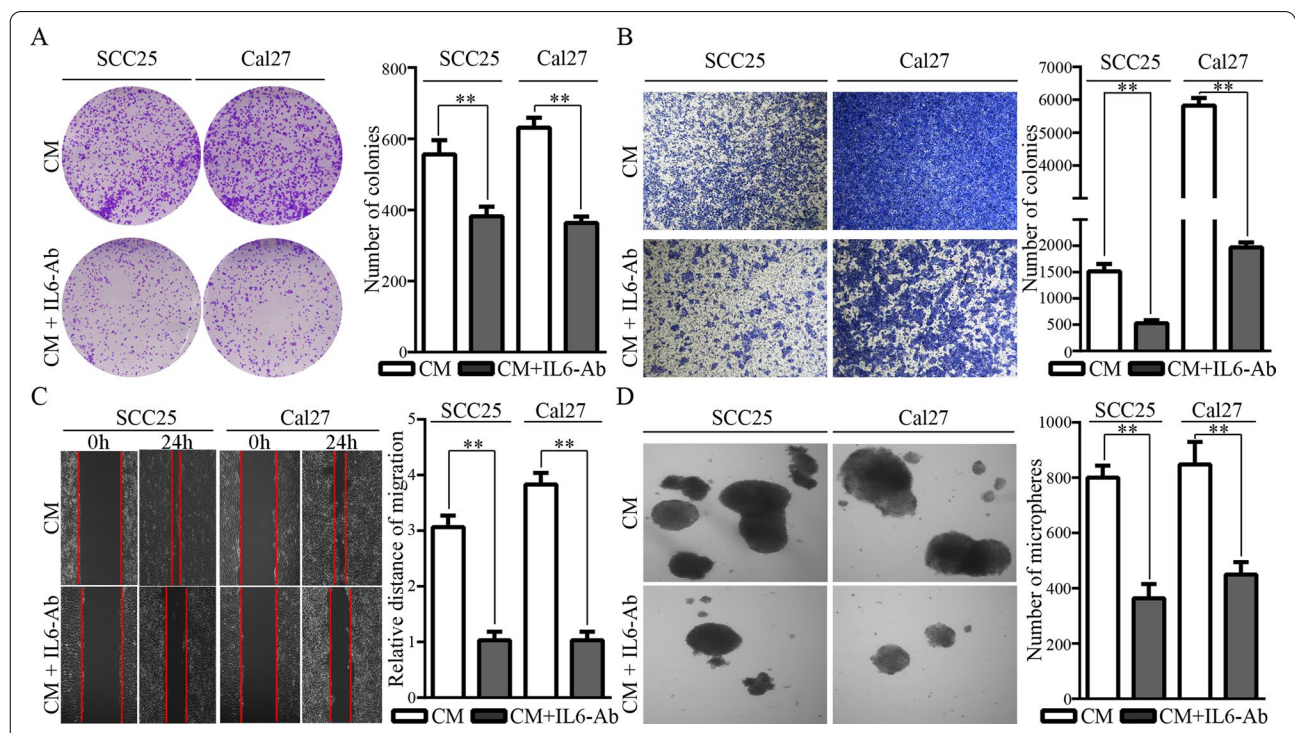 A
SCC25 Cal27
CM
CM + IL6-Ab
Number of colonies
800
600
400
200
0
SCC25 Cal27
** **
CM CM+IL6-Ab
B
SCC25 Cal27
CM
CM + IL6-Ab
Number of colonies
7000
6000
5000
4000
3000
2000
1500
1000
500
0
SCC25 Cal27
** **
CM CM+IL6-Ab
C
SCC25 Cal27
0h 24h 0h 24h
CM
CM + IL6-Ab
Relative distance of migration
5
4
3
2
1
0
SCC25 Cal27
** **
CM CM+IL6-Ab
D
SCC25 Cal27
CM
CM + IL6-Ab
Number of micropheres
1000
800
600
400
200
0
SCC25 Cal27
** **
CM CM+IL6-Ab